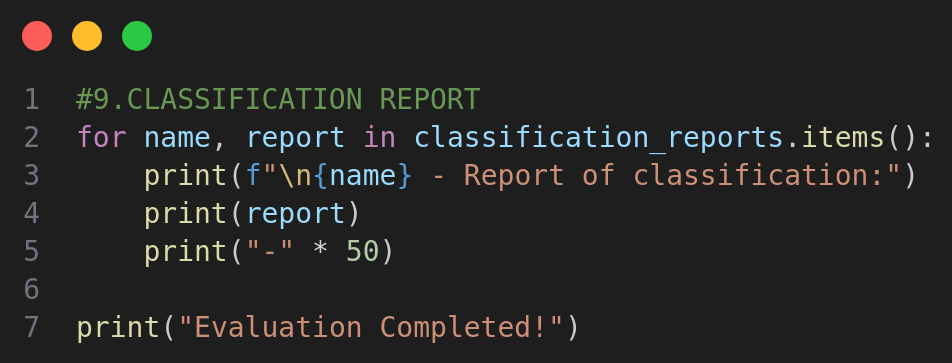 1 #9.CLASSIFICATION REPORT
2 for name, report in classification_reports.items():
3     print(f"\n{name} - Report of classification:")
4     print(report)
5     print("-" * 50)
6
7 print("Evaluation Completed!")